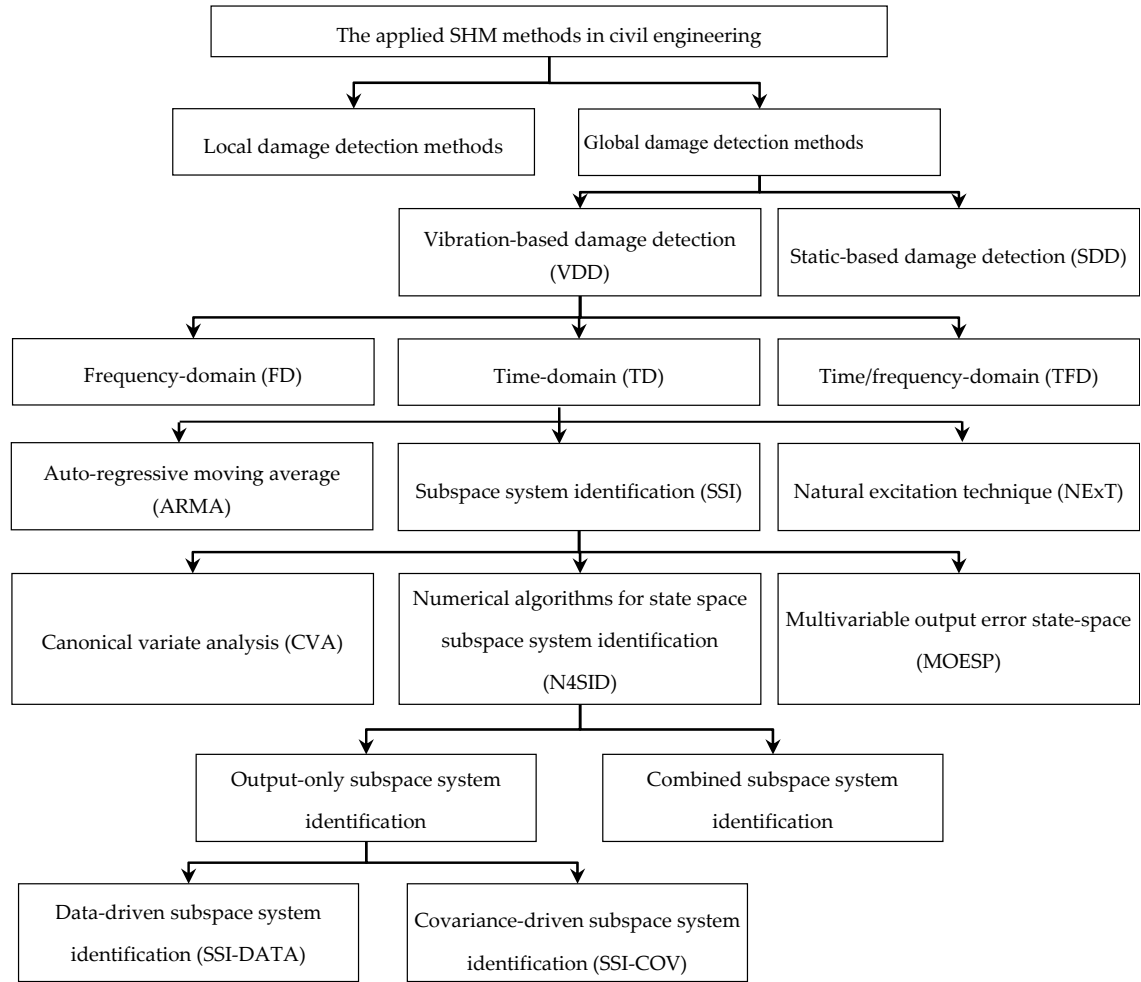 The applied SHM methods in civil engineering
Local damage detection methods
Global damage detection methods
Vibration-based damage detection
(VDD)
Static-based damage detection (SDD)
Frequency-domain (FD)
Time-domain (TD)
Time/frequency-domain (TFD)
Auto-regressive moving average
(ARMA)
Subspace system identification (SSI)
Natural excitation technique (NExT)
Canonical variate analysis (CVA)
Numerical algorithms for state space
subspace system identification
(N4SID)
Multivariable output error state-space
(MOESP)
Output-only subspace system
identification
Combined subspace system
identification
Data-driven subspace system
identification (SSI-DATA)
Covariance-driven subspace system
identification (SSI-COV)